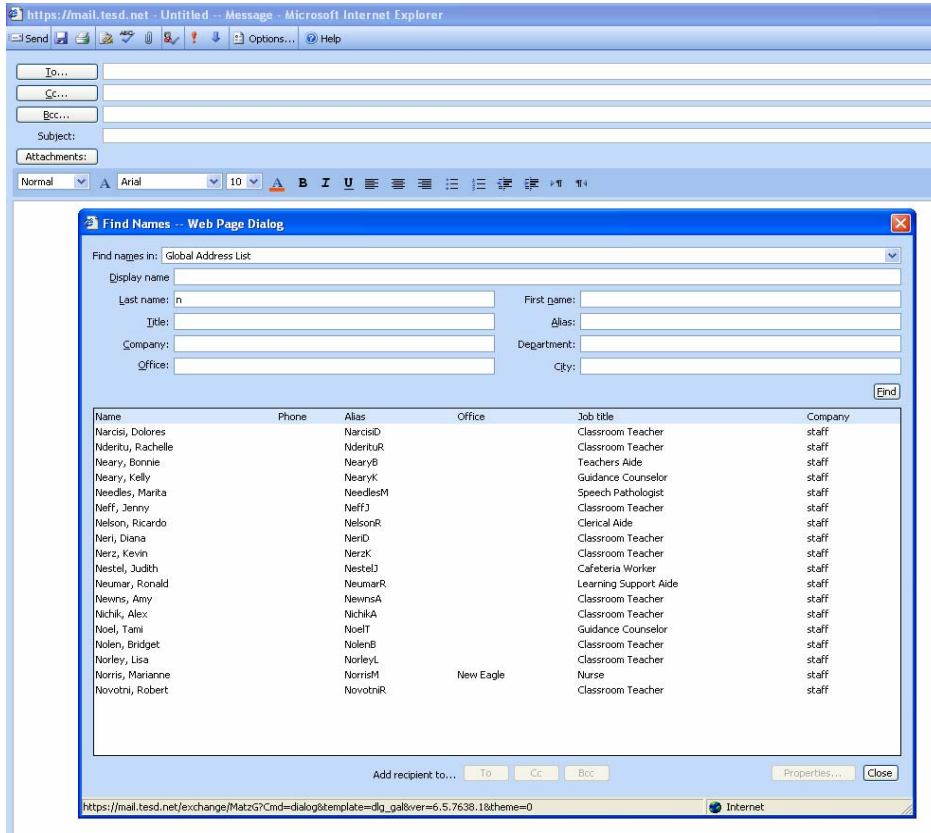 https://mail.tesd.net - Untitled -- Message - Microsoft Internet Explorer
Send Options... Help
To...
Cc...
Bcc...
Subject:
Attachments:
Normal A Arial 10 A B I U
Find Names -- Web Page Dialog
Find names in: Global Address List
Display name
Last name: n First name:
Title: Alias:
Company: Department:
Office: City:
Find
Name Phone Alias Office Job title Company
Narcisi, Dolores NarcisiD Classroom Teacher staff
Nderitu, Rachelle NderituR Classroom Teacher staff
Neary, Bonnie NearyB Teachers Aide staff
Neary, Kelly NearyK Guidance Counselor staff
Needles, Marita NeedlesM Speech Pathologist staff
Neff, Jenny NeffJ Classroom Teacher staff
Nelson, Ricardo NelsonR Clerical Aide staff
Neri, Diana NeriD Classroom Teacher staff
Nerz, Kevin NerzK Classroom Teacher staff
Nestel, Judith NestelJ Cafeteria Worker staff
Neumar, Ronald NeumarR Learning Support Aide staff
Newns, Amy NewnsA Classroom Teacher staff
Nichik, Alex NichikA Classroom Teacher staff
Noel, Tami NoelT Guidance Counselor staff
Nolen, Bridget NolenB Classroom Teacher staff
Norley, Lisa NorleyL Classroom Teacher staff
Norris, Marianne NorrisM New Eagle Nurse staff
Novotni, Robert NovotniR Classroom Teacher staff
Add recipient to... To Cc Bcc Properties... Close
https://mail.tesd.net/exchange/MatzG?Cmd=dialog&template=dlg_gal&ver=6.5.7638.1&theme=0 Internet